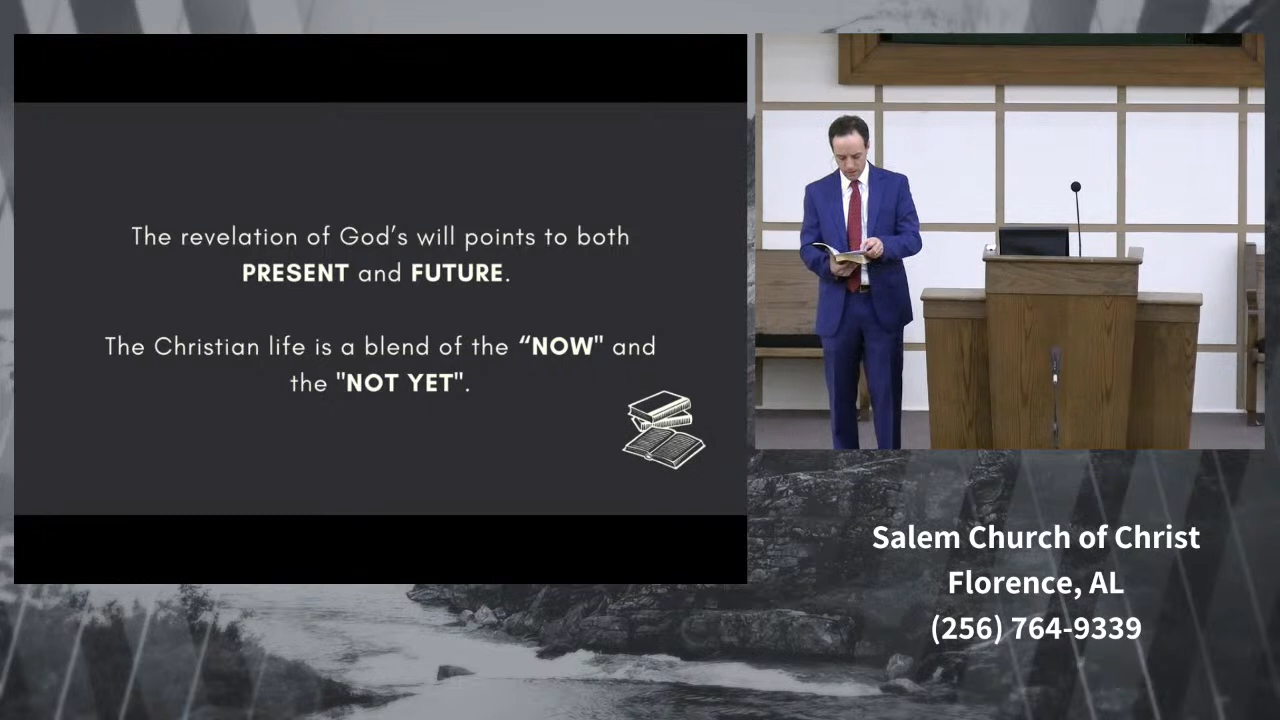 The revelation of God’s will points to both
PRESENT and FUTURE.
The Christian life is a blend of the “NOW" and
the "NOT YET".
Salem Church of Christ
Florence, AL
(256) 764-9339